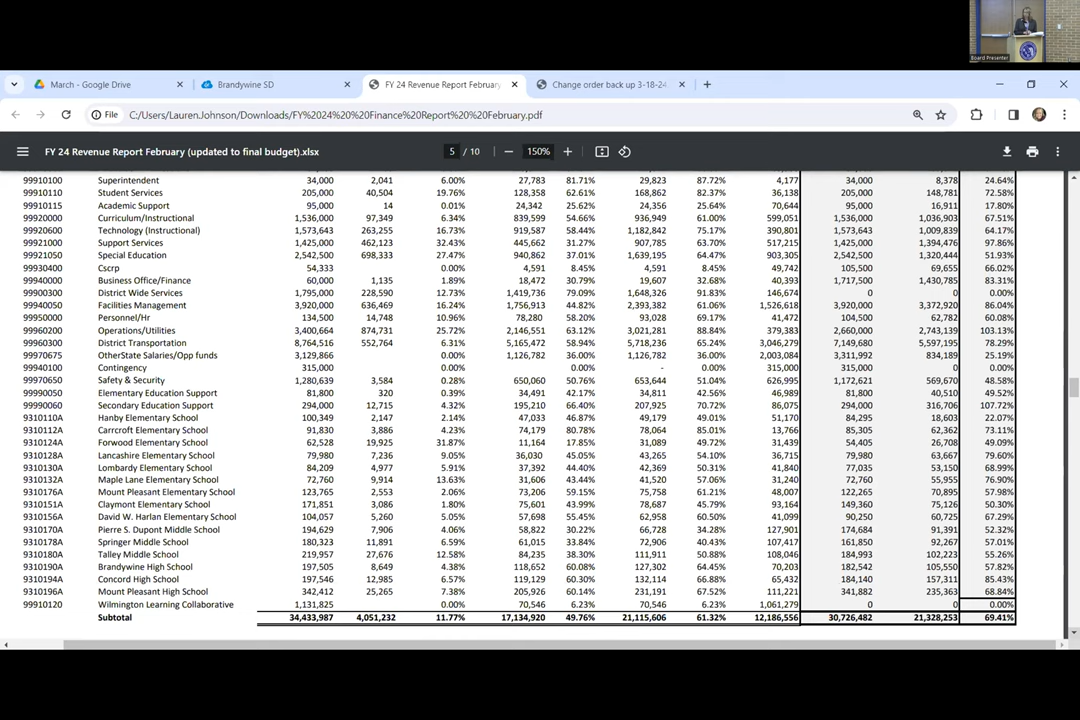 Board Presenter
March - Google Drive
Brandywine SD
FY 24 Revenue Report February
Change order back up 3-18-24
File C:/Users/Lauren.Johnson/Downloads/FY%2024%20%20Finance%20Report%20%20February.pdf
FY 24 Revenue Report February (updated to final budget).xlsx 5 / 10 150%
99910100 Superintendent 34,000 2,041 6.00% 27,783 81.71% 29,823 87.72% 4,177 34,000 8,378 24.64%
99910110 Student Services 205,000 40,504 19.76% 128,358 62.61% 168,862 82.37% 36,138 205,000 148,781 72.58%
99910115 Academic Support 95,000 14 0.01% 24,342 25.62% 24,356 25.64% 70,644 95,000 16,911 17.80%
99920000 Curriculum/Instructional 1,536,000 97,349 6.34% 839,599 54.66% 936,949 61.00% 599,051 1,536,000 1,036,903 67.51%
99920600 Technology (Instructional) 1,573,643 263,255 16.73% 919,587 58.44% 1,182,842 75.17% 390,801 1,573,643 1,009,839 64.17%
99921000 Support Services 1,425,000 462,123 32.43% 445,662 31.27% 907,785 63.70% 517,215 1,425,000 1,394,476 97.86%
99921050 Special Education 2,542,500 698,333 27.47% 940,862 37.01% 1,639,195 64.47% 903,305 2,542,500 1,320,444 51.93%
99930400 Cscrp 54,333 0.00% 4,591 8.45% 4,591 8.45% 49,742 105,500 69,655 66.02%
99940000 Business Office/Finance 60,000 1,135 1.89% 18,472 30.79% 19,607 32.68% 40,393 1,717,500 1,430,785 83.31%
99900300 District Wide Services 1,795,000 228,590 12.73% 1,419,736 79.09% 1,648,326 91.83% 146,674 0 0 0.00%
99940050 Facilities Management 3,920,000 636,469 16.24% 1,756,913 44.82% 2,393,382 61.06% 1,526,618 3,920,000 3,372,920 86.04%
99950000 Personnel/Hr 134,500 14,748 10.96% 78,280 58.20% 93,028 69.17% 41,472 104,500 62,782 60.08%
99960200 Operations/Utilities 3,400,664 874,731 25.72% 2,146,551 63.12% 3,021,281 88.84% 379,383 2,660,000 2,743,139 103.13%
99960300 District Transportation 8,764,516 552,764 6.31% 5,165,472 58.94% 5,718,236 65.24% 3,046,279 7,149,680 5,597,195 78.29%
99970675 OtherState Salaries/Opp funds 3,129,866 0.00% 1,126,782 36.00% 1,126,782 36.00% 2,003,084 3,311,992 834,189 25.19%
99940100 Contingency 315,000 0.00% 0.00% - 0.00% 315,000 315,000 0 0.00%
99970650 Safety & Security 1,280,639 3,584 0.28% 650,060 50.76% 653,644 51.04% 626,995 1,172,621 569,670 48.58%
99990050 Elementary Education Support 81,800 320 0.39% 34,491 42.17% 34,811 42.56% 46,989 81,800 40,510 49.52%
99990060 Secondary Education Support 294,000 12,715 4.32% 195,210 66.40% 207,925 70.72% 86,075 294,000 316,706 107.72%
9310110A Hanby Elementary School 100,349 2,147 2.14% 47,033 46.87% 49,179 49.01% 51,170 84,295 18,603 22.07%
9310112A Carrcroft Elementary School 91,830 3,886 4.23% 74,179 80.78% 78,064 85.01% 13,766 85,305 62,362 73.11%
9310124A Forwood Elementary School 62,528 19,925 31.87% 11,164 17.85% 31,089 49.72% 31,439 54,405 26,708 49.09%
9310128A Lancashire Elementary School 79,980 7,236 9.05% 36,030 45.05% 43,265 54.10% 36,715 79,980 63,667 79.60%
9310130A Lombardy Elementary School 84,209 4,977 5.91% 37,392 44.40% 42,369 50.31% 41,840 77,035 53,150 68.99%
9310132A Maple Lane Elementary School 72,760 9,914 13.63% 31,606 43.44% 41,520 57.06% 31,240 72,760 55,955 76.90%
9310176A Mount Pleasant Elementary School 123,765 2,553 2.06% 73,206 59.15% 75,758 61.21% 48,007 122,265 70,895 57.98%
9310151A Claymont Elementary School 171,851 3,086 1.80% 75,601 43.99% 78,687 45.79% 93,164 149,360 75,126 50.30%
9310156A David W. Harlan Elementary School 104,057 5,260 5.05% 57,698 55.45% 62,958 60.50% 41,099 90,250 60,725 67.29%
9310170A Pierre S. Dupont Middle School 194,629 7,906 4.06% 58,822 30.22% 66,728 34.28% 127,901 174,684 91,391 52.32%
9310178A Springer Middle School 180,323 11,891 6.59% 61,015 33.84% 72,906 40.43% 107,417 161,850 92,267 57.01%
9310180A Talley Middle School 219,957 27,676 12.58% 84,235 38.30% 111,911 50.88% 108,046 184,993 102,223 55.26%
9310190A Brandywine High School 197,505 8,649 4.38% 118,652 60.08% 127,302 64.45% 70,203 182,542 105,550 57.82%
9310194A Concord High School 197,546 12,985 6.57% 119,129 60.30% 132,114 66.88% 65,432 184,140 157,311 85.43%
9310196A Mount Pleasant High School 342,412 25,265 7.38% 205,926 60.14% 231,191 67.52% 111,221 341,882 235,363 68.84%
99910120 Wilmington Learning Collaborative 1,131,825 0.00% 70,546 6.23% 70,546 6.23% 1,061,279 0 0 0.00%
Subtotal 34,433,987 4,051,232 11.77% 17,134,920 49.76% 21,115,606 61.32% 12,186,556 30,726,482 21,328,253 69.41%